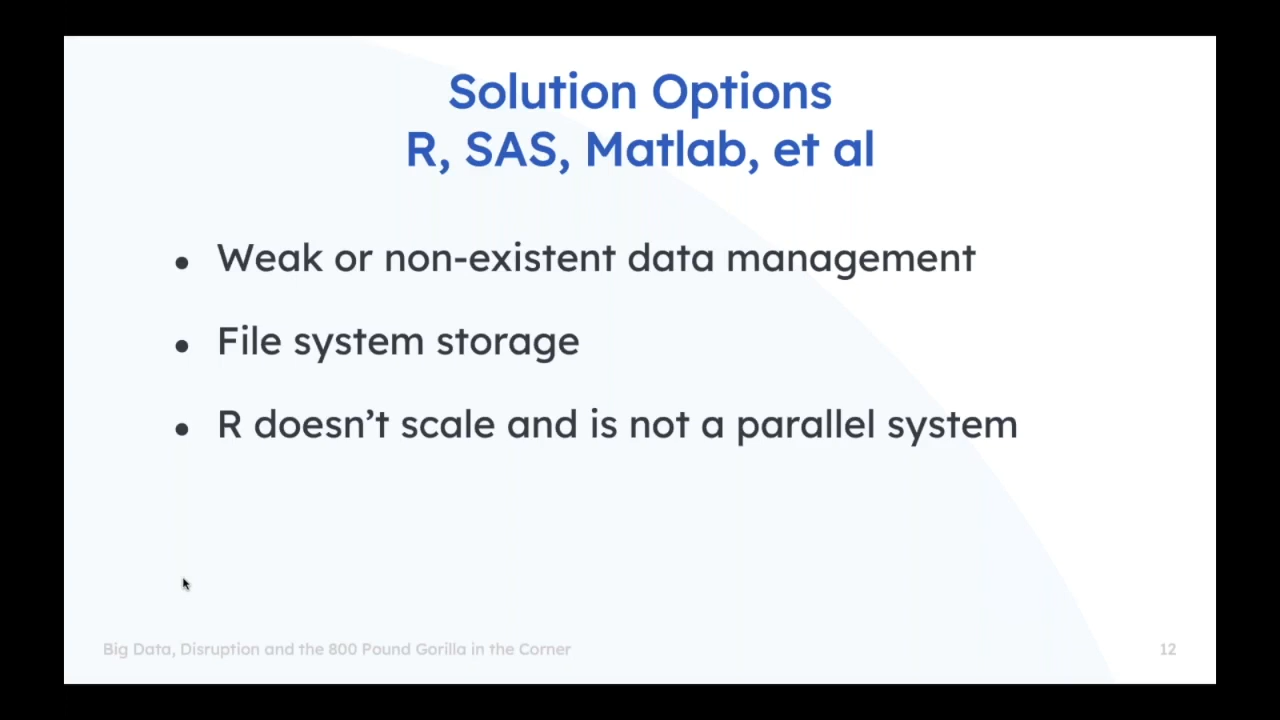 Solution Options
R, SAS, Matlab, et al
• Weak or non-existent data management
• File system storage
• R doesn’t scale and is not a parallel system
Big Data, Disruption and the 800 Pound Gorilla in the Corner
12